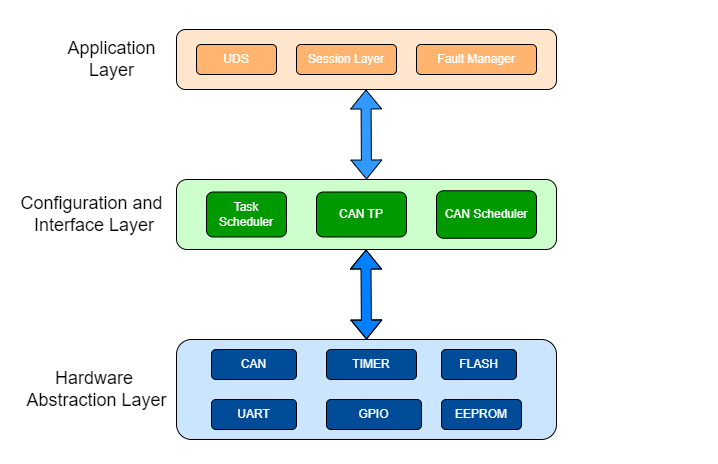 Application
Layer
UDS
Session Layer
Fault Manager
Configuration and
Interface Layer
Task
Scheduler
CAN TP
CAN Scheduler
Hardware
Abstraction Layer
CAN
TIMER
FLASH
UART
GPIO
EEPROM